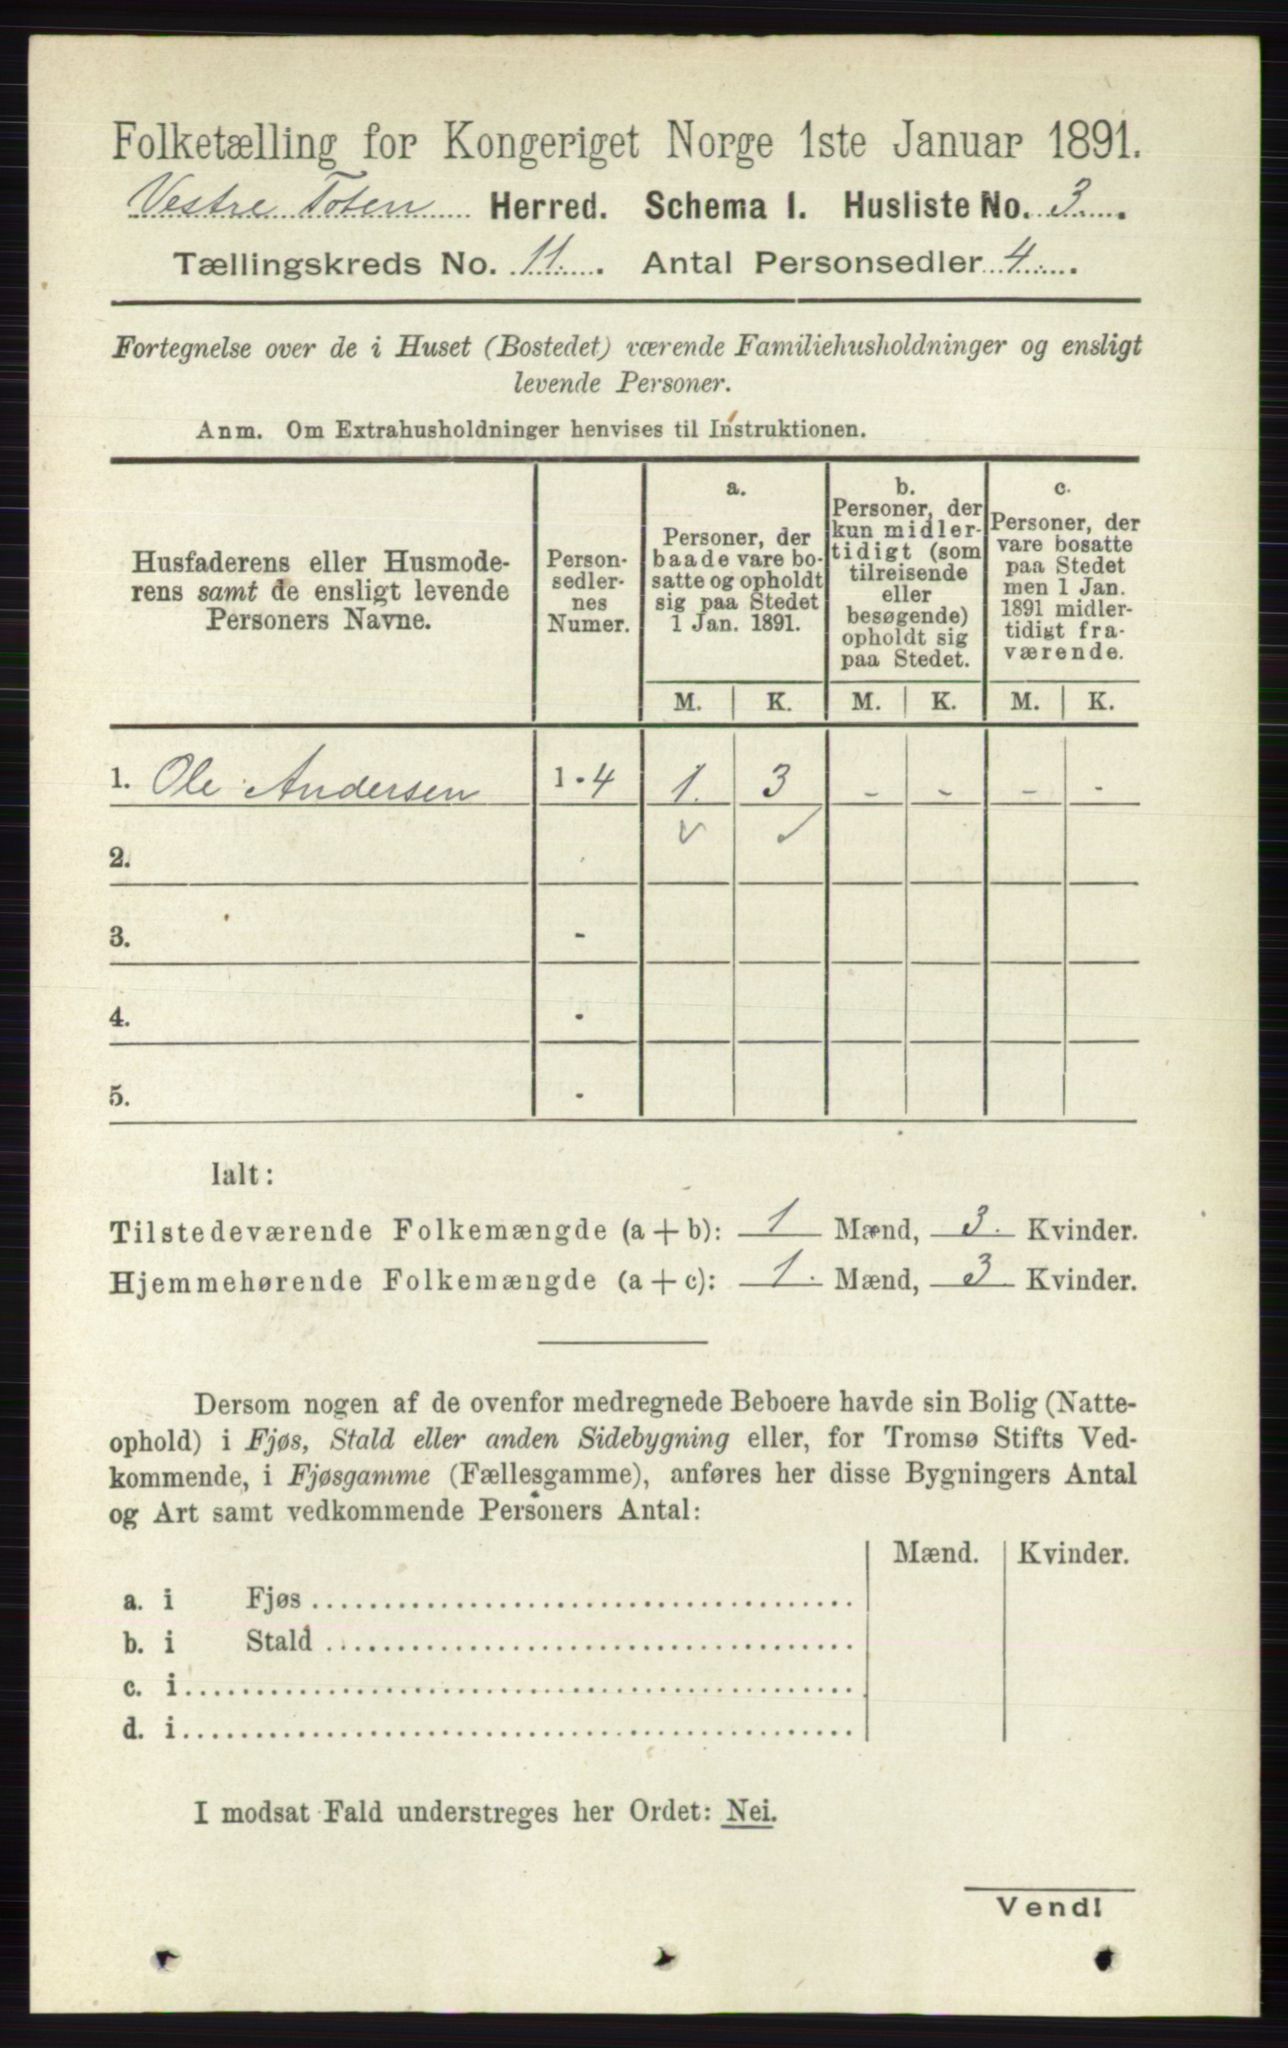 Folketælling for Kongeriget Norge 1ste Januar 1891.
Vestre Toten Herred. Schema 1. Husliste No. 3.
Tællingskreds No. 11. Antal Personsedler 4.
Fortegnelse over de i Huset (Bostedet) værende Familiehusholdninger og ensligt
levende Personer.
Anm. Om Extrahusholdninger henvises til Instruktionen.
Husfaderens eller Husmode-
rens samt de ensligt levende
Personers Navne.
Person-
sedler-
nes
Numer.
a.
Personer, der
baade vare bo-
satte og opholdt
sig paa Stedet
1 Jan. 1891.
b.
Personer, der
kun midler-
tidigt (som
tilreisende
eller
besøgende)
opholdt sig
paa Stedet.
c.
Personer, der
vare bosatte
paa Stedet
men 1 Jan.
1891 midler-
tidigt fra-
værende.
M. K. M. K. M. K.
1. Ole Andersen 1 - 4 1. 3 - - - -
2.
3. -
4. -
5. -
Ialt:
Tilstedeværende Folkemængde (a + b): 1 Mænd, 3. Kvinder.
Hjemmehørende Folkemængde (a + c): 1. Mænd, 3 Kvinder.
Dersom nogen af de ovenfor medregnede Beboere havde sin Bolig (Natte-
ophold) i Fjøs, Stald eller anden Sidebygning eller, for Tromsø Stifts Ved-
kommende, i Fjøsgamme (Fællesgamme), anføres her disse Bygningers Antal
og Art samt vedkommende Personers Antal:
Mænd. Kvinder.
a. i Fjøs
b. i Stald
c. i
d. i
I modsat Fald understreges her Ordet: Nei.
Vend!